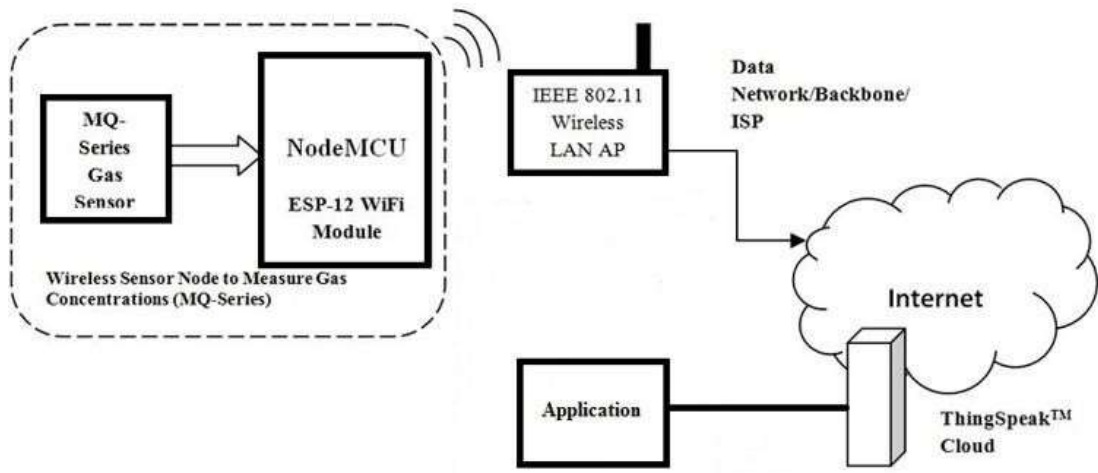 MQ-
Series
Gas
Sensor
NodeMCU
ESP-12 WiFi
Module
Wireless Sensor Node to Measure Gas
Concentrations (MQ-Series)
IEEE 802.11
Wireless
LAN AP
Data
Network/Backbone/
ISP
Internet
Application
ThingSpeak™
Cloud